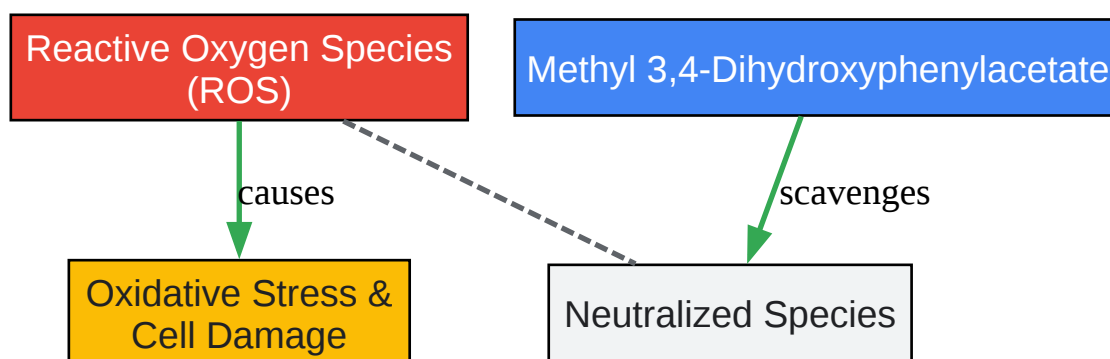 Reactive Oxygen Species
(ROS)
Methyl 3,4-Dihydroxyphenylacetate
causes
scavenges
Oxidative Stress &
Cell Damage
Neutralized Species